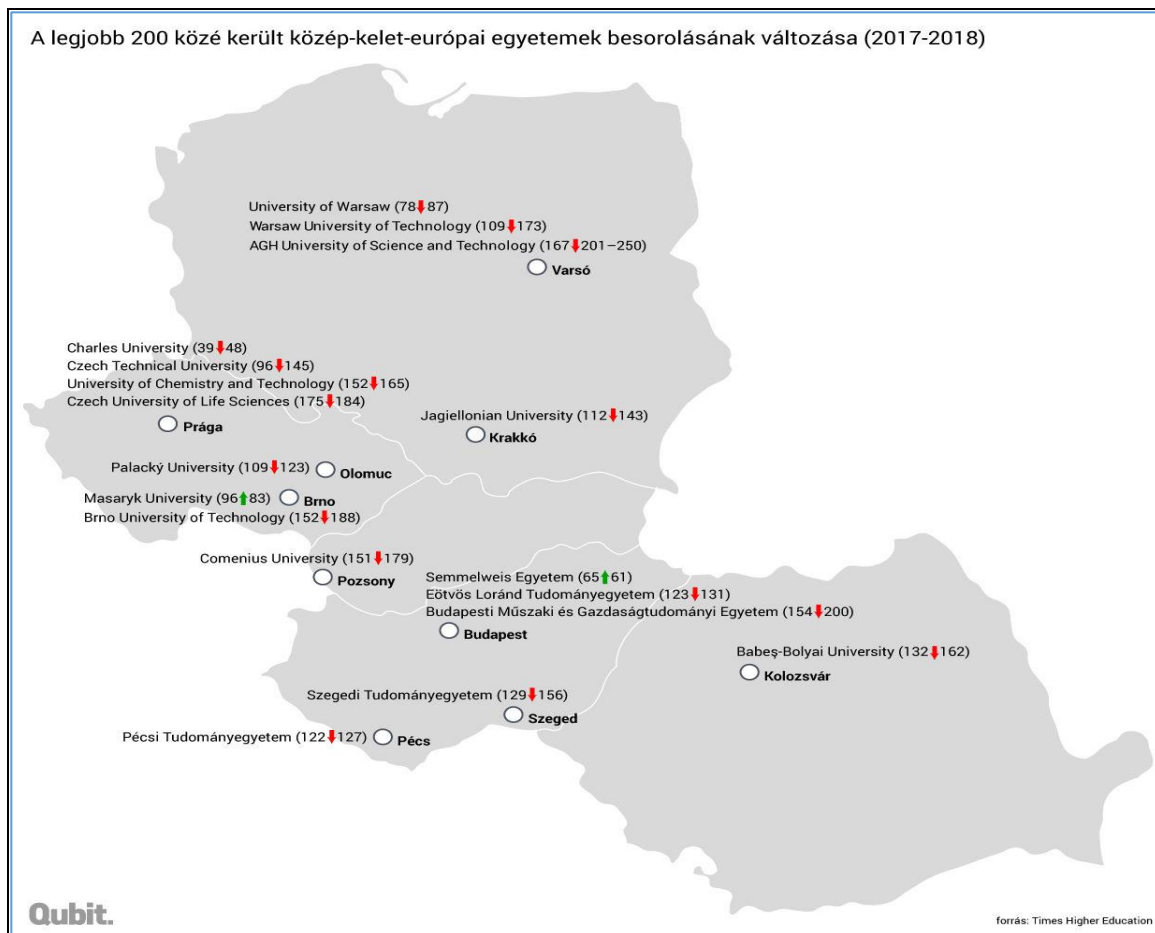 A legjobb 200 közé került közép-kelet-európai egyetemek besorolásának változása (2017-2018)
University of Warsaw (78⬇87)
Warsaw University of Technology (109⬇173)
AGH University of Science and Technology (167⬇201–250)
Varsó
Charles University (39⬇48)
Czech Technical University (96⬇145)
University of Chemistry and Technology (152⬇165)
Czech University of Life Sciences (175⬇184)
Prága
Jagiellonian University (112⬇143)
Krakkó
Palacký University (109⬇123)
Olomuc
Masaryk University (96⬆83)
Brno
Brno University of Technology (152⬇188)
Comenius University (151⬇179)
Pozsony
Semmelweis Egyetem (65⬆61)
Eötvös Loránd Tudományegyetem (123⬇131)
Budapesti Műszaki és Gazdaságtudományi Egyetem (154⬇200)
Budapest
Babeş-Bolyai University (132⬇162)
Kolozsvár
Szegedi Tudományegyetem (129⬇156)
Szeged
Pécsi Tudományegyetem (122⬇127)
Pécs
Qubit.
forrás: Times Higher Education